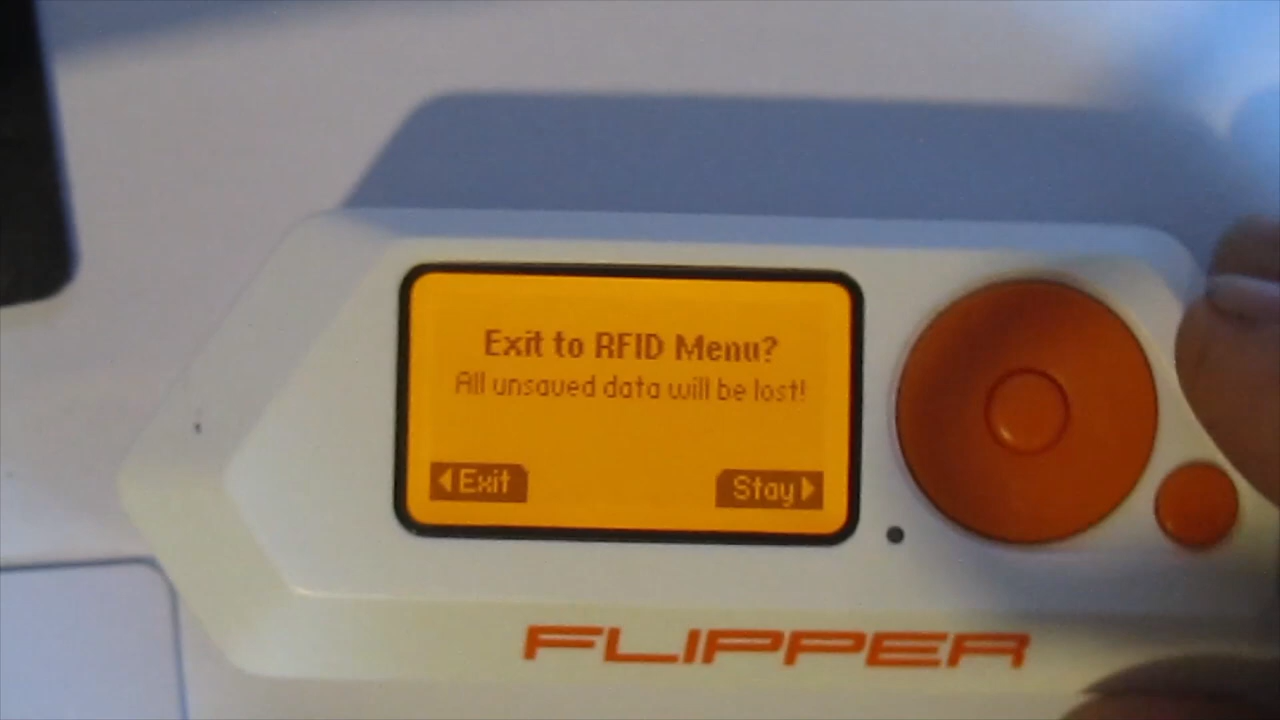 Exit to RFID Menu?
All unsaved data will be lost!
Exit
Stay
FLIPPER